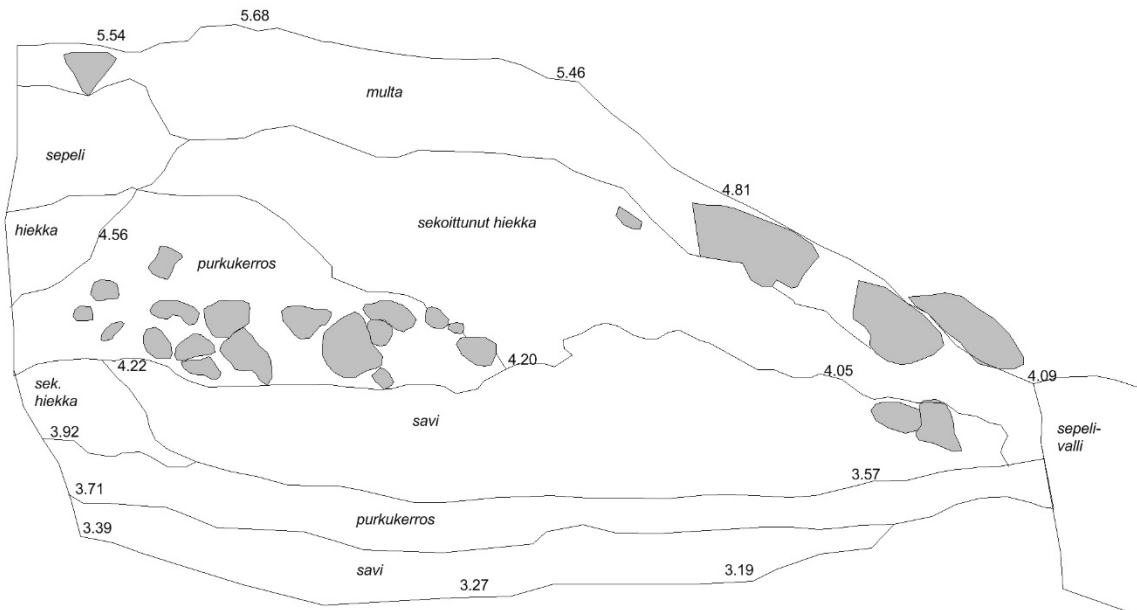 5.68
5.54
5.46
multa
sepeli
4.81
sekoittunut hiekka
hiekka
4.56
purkukerros
4.20
4.22
4.05
4.09
sek.
hiekka
savi
sepeli-
valli
3.92
3.57
3.71
purkukerros
3.39
savi
3.27
3.19